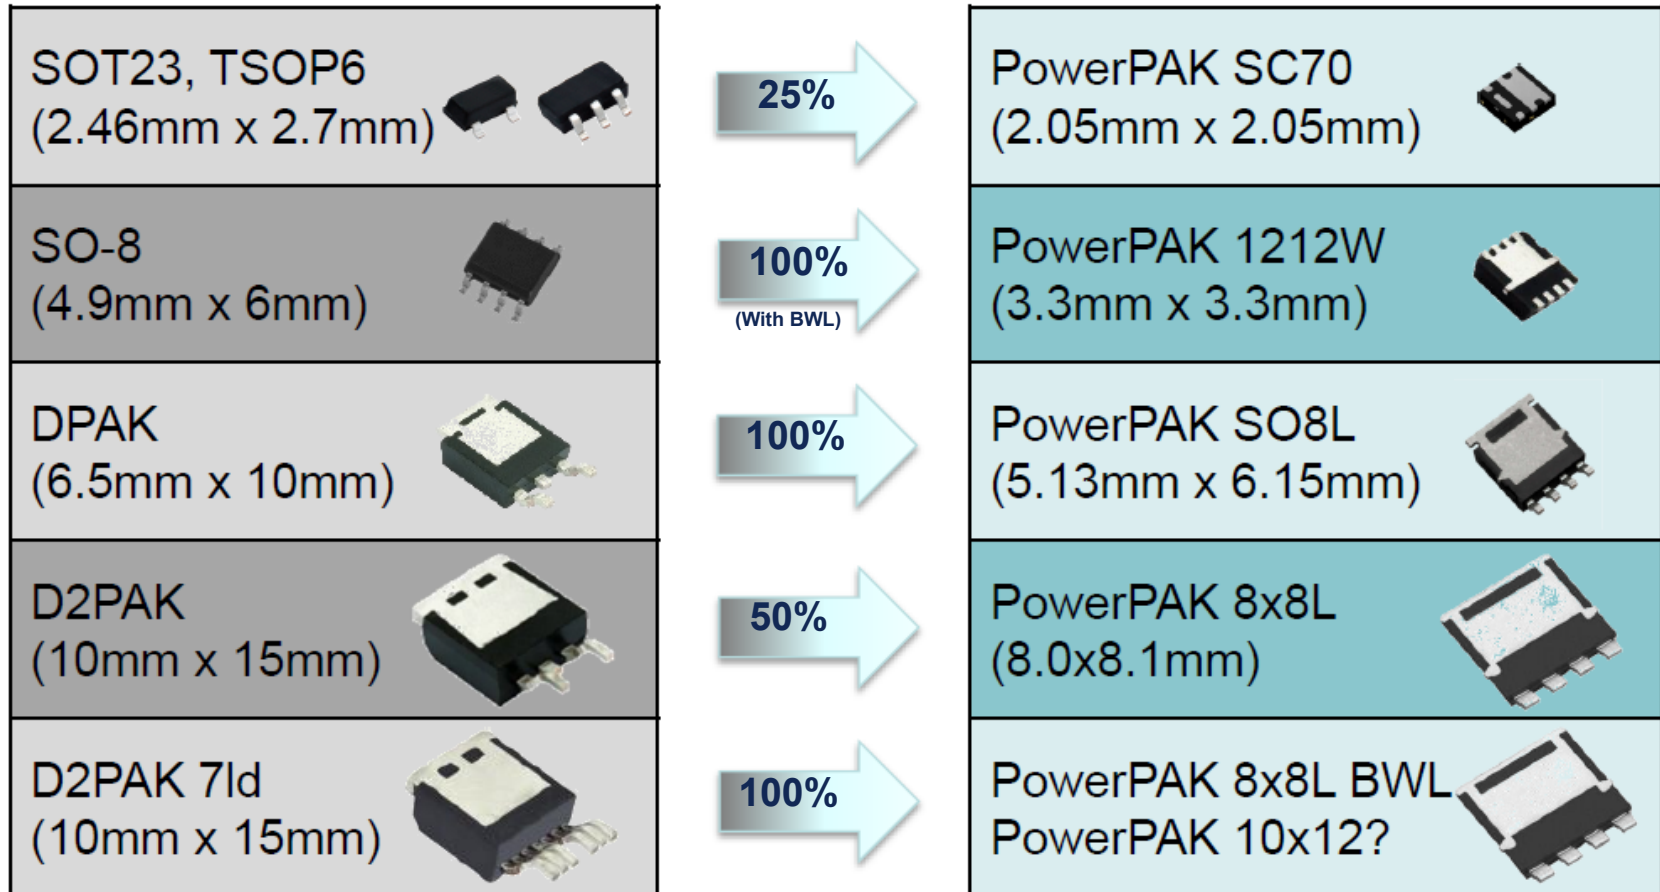 SOT23, TSOP6
(2.46mm x 2.7mm)
25%
PowerPAK SC70
(2.05mm x 2.05mm)
SO-8
(4.9mm x 6mm)
100%
(With BWL)
PowerPAK 1212W
(3.3mm x 3.3mm)
DPAK
(6.5mm x 10mm)
100%
PowerPAK SO8L
(5.13mm x 6.15mm)
D2PAK
(10mm x 15mm)
50%
PowerPAK 8x8L
(8.0x8.1mm)
D2PAK 7ld
(10mm x 15mm)
100%
PowerPAK 8x8L BWL
PowerPAK 10x12?